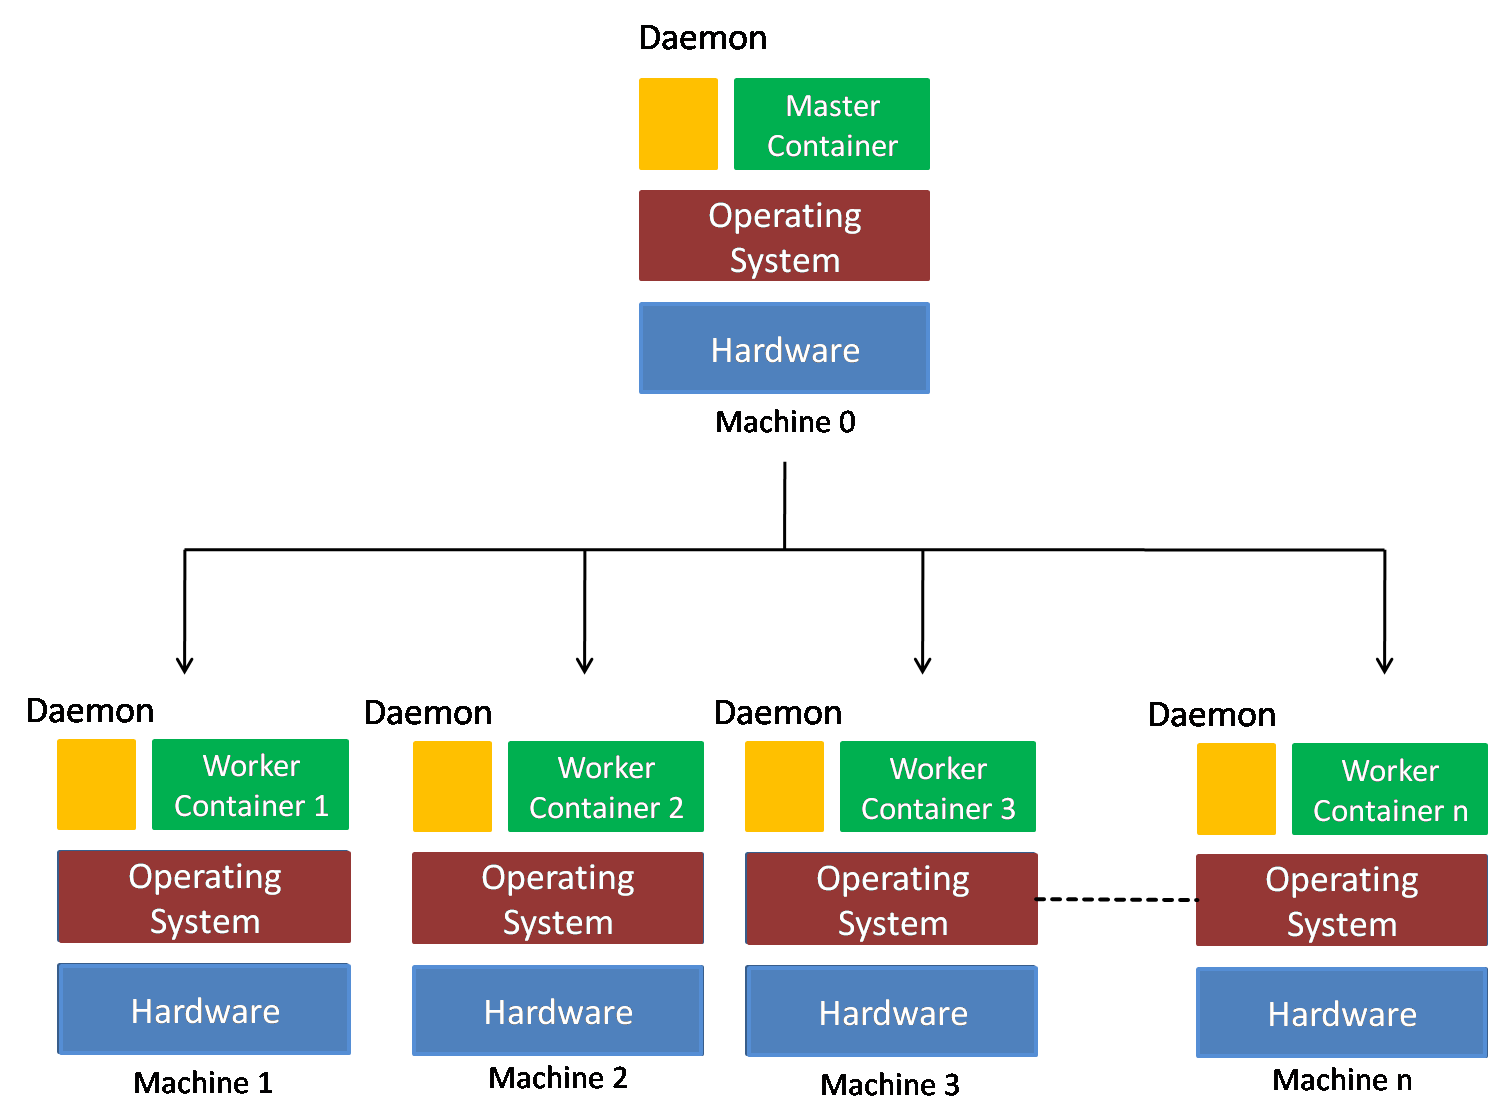 Daemon
Master
Container
Operating
System
Hardware
Machine 0
Daemon
Worker
Container 1
Operating
System
Hardware
Machine 1
Daemon
Worker
Container 2
Operating
System
Hardware
Machine 2
Daemon
Worker
Container 3
Operating
System
Hardware
Machine 3
Daemon
Worker
Container n
Operating
System
Hardware
Machine n